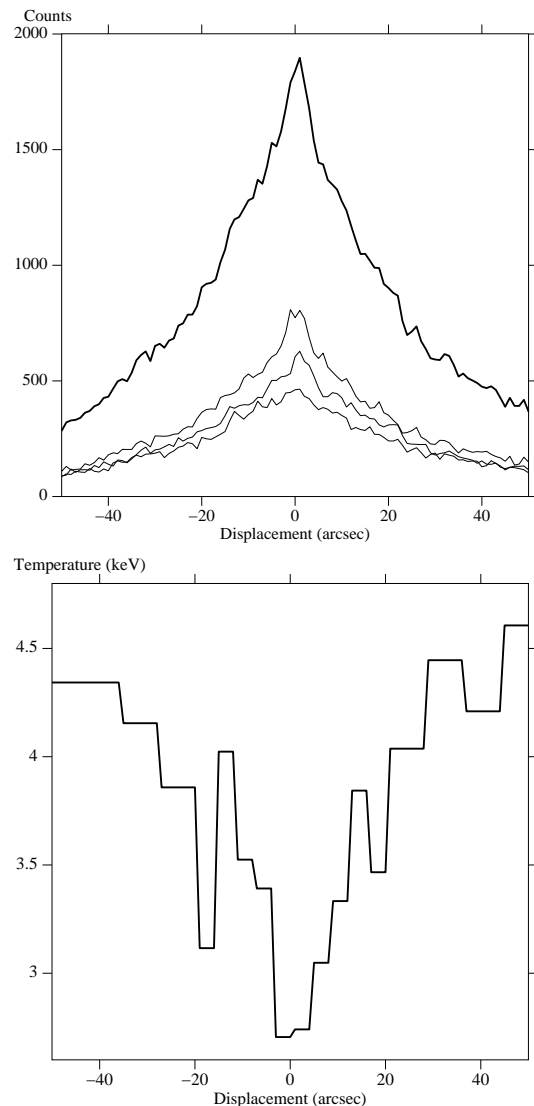 Counts
2000
1500
1000
500
0
−40 −20 0 20 40
Displacement (arcsec)
Temperature (keV)
4.5
4
3.5
3
−40 −20 0 20 40
Displacement (arcsec)